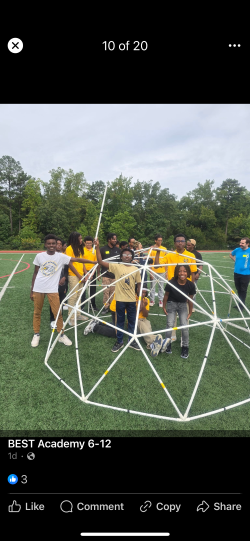 10 of 20
BEST Academy 6-12
1d ·
3
Like Comment Copy Share